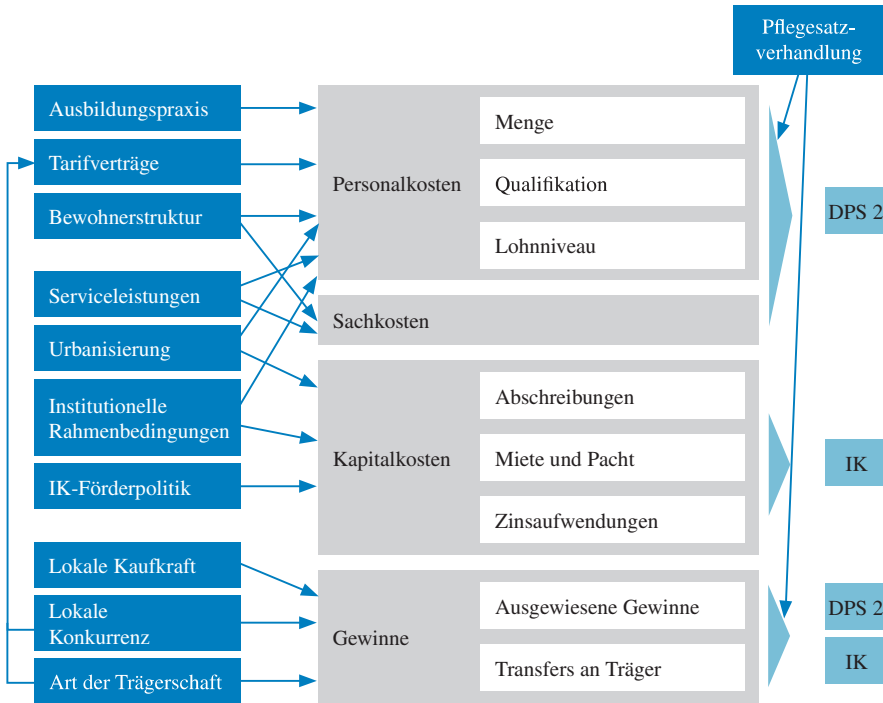 Pflegesatz-
verhandlung
Ausbildungspraxis
Tarifverträge
Bewohnerstruktur
Serviceleistungen
Urbanisierung
Institutionelle
Rahmenbedingungen
IK-Förderpolitik
Lokale Kaufkraft
Lokale
Konkurrenz
Art der Trägerschaft
Personalkosten
Menge
Qualifikation
Lohnniveau
Sachkosten
Kapitalkosten
Abschreibungen
Miete und Pacht
Zinsaufwendungen
Gewinne
Ausgewiesene Gewinne
Transfers an Träger
DPS 2
IK
DPS 2
IK